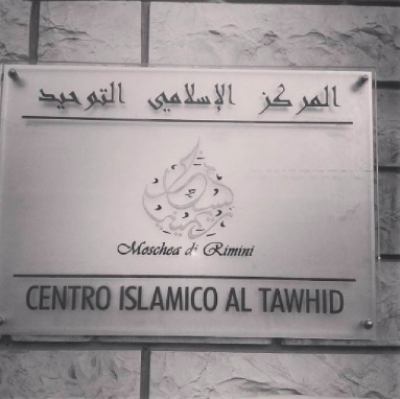 المركز الإسلامي التوحيد
Moschea di Rimini
CENTRO ISLAMICO AL TAWHID